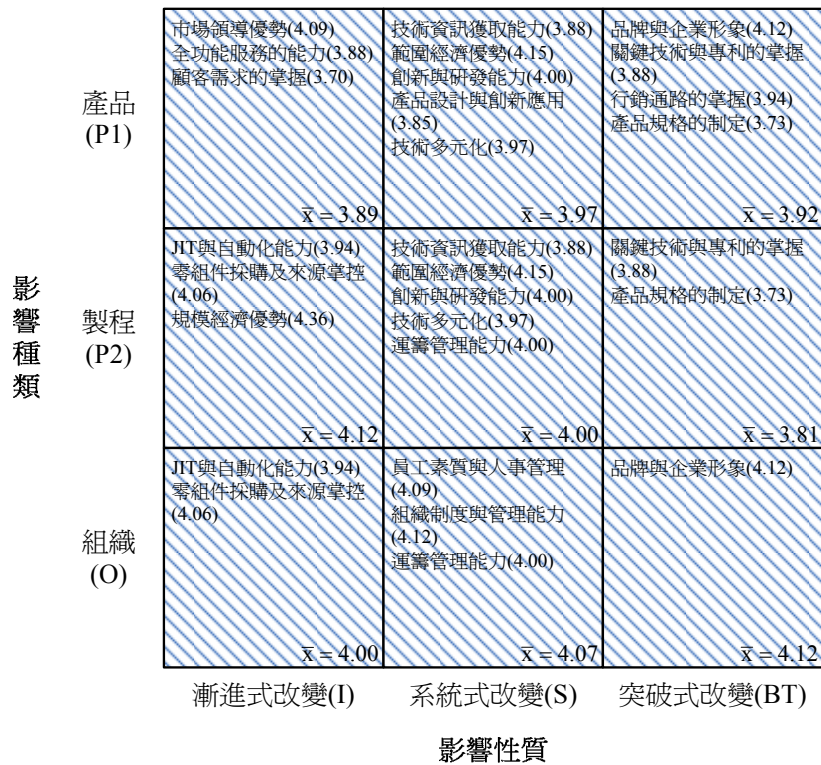 市場領導優勢(4.09)
全功能服務的能力(3.88)
顧客需求的掌握(3.70)
x̅ = 3.89
技術資訊獲取能力(3.88)
範圍經濟優勢(4.15)
創新與研發能力(4.00)
產品設計與創新應用
(3.85)
技術多元化(3.97)
x̅ = 3.97
品牌與企業形象(4.12)
關鍵技術與專利的掌握
(3.88)
行銷通路的掌握(3.94)
產品規格的制定(3.73)
x̅ = 3.92
產品
(P1)
JIT與自動化能力(3.94)
零組件採購及來源掌控
(4.06)
規模經濟優勢(4.36)
x̅ = 4.12
技術資訊獲取能力(3.88)
範圍經濟優勢(4.15)
創新與研發能力(4.00)
技術多元化(3.97)
運籌管理能力(4.00)
x̅ = 4.00
關鍵技術與專利的掌握
(3.88)
產品規格的制定(3.73)
x̅ = 3.81
影響種類
製程
(P2)
JIT與自動化能力(3.94)
零組件採購及來源掌控
(4.06)
x̅ = 4.00
員工素質與人事管理
(4.09)
組織制度與管理能力
(4.12)
運籌管理能力(4.00)
x̅ = 4.07
品牌與企業形象(4.12)
x̅ = 4.12
組織
(O)
漸進式改變(I)
系統式改變(S)
突破式改變(BT)
影響性質